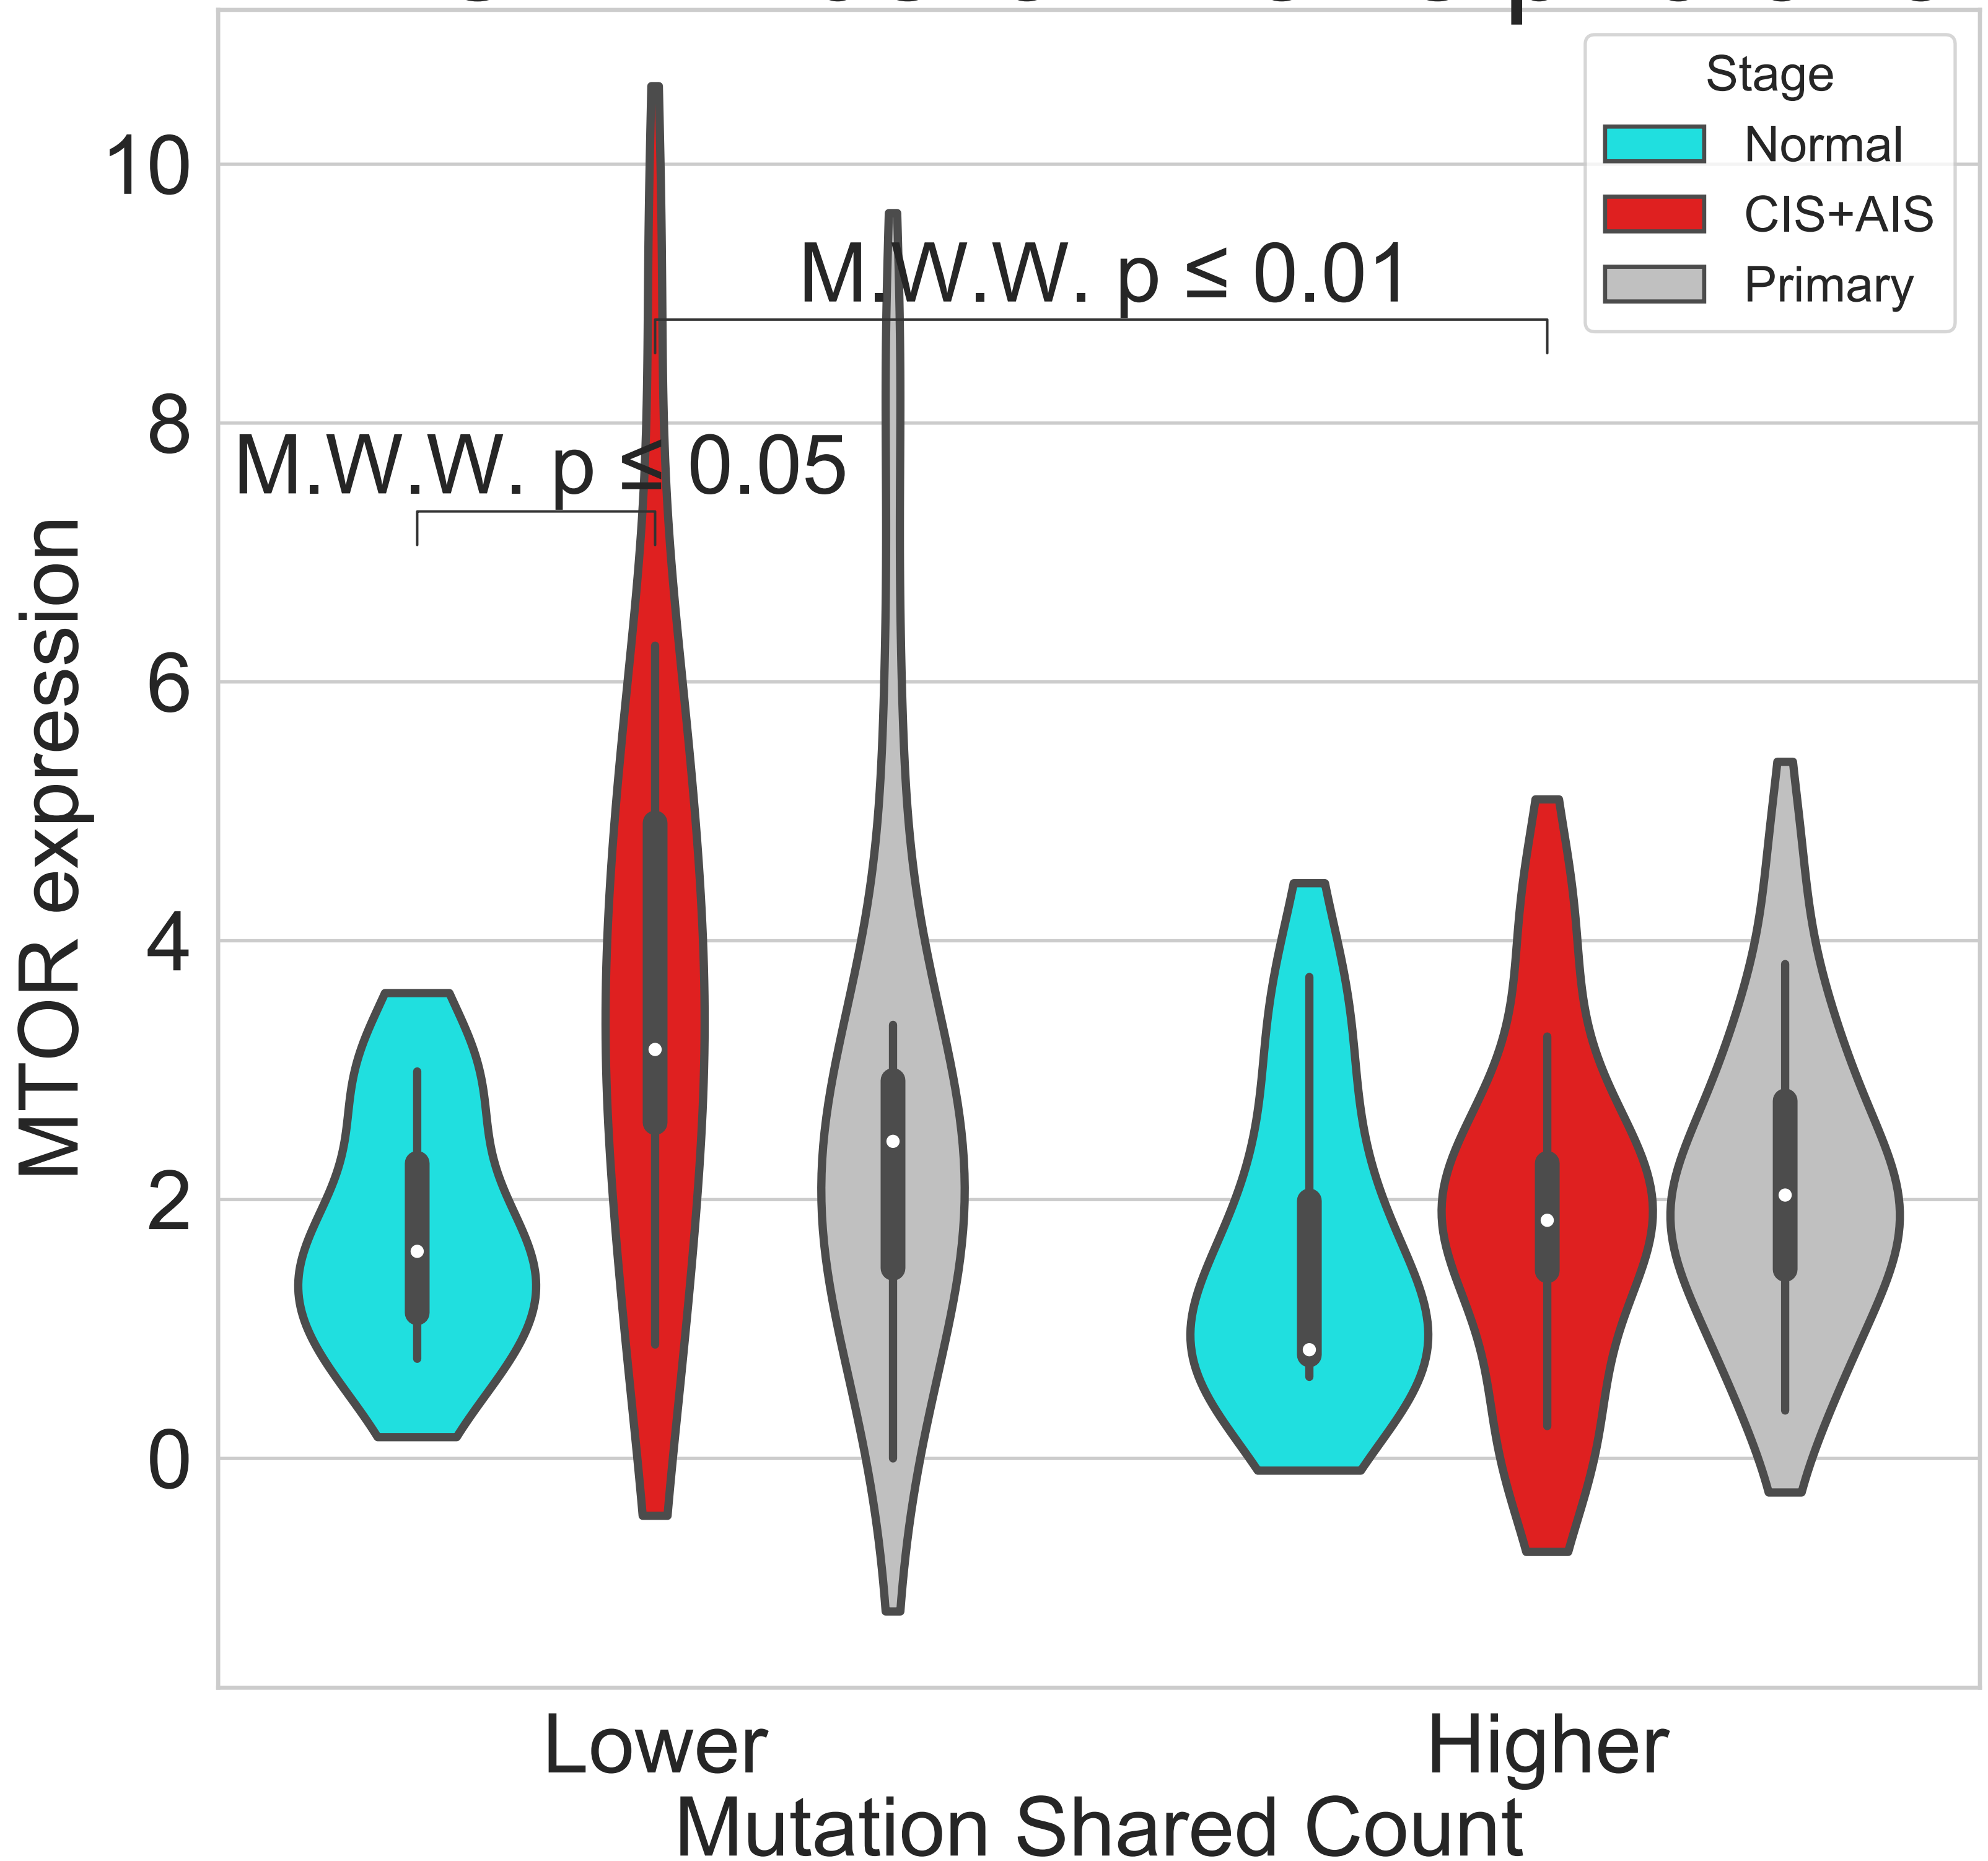 Stage
Normal
CIS+AIS
Primary
M.W.W. p ≤ 0.01
M.W.W. p ≤ 0.05
10
8
6
4
2
0
MTOR expression
Lower
Higher
Mutation Shared Count